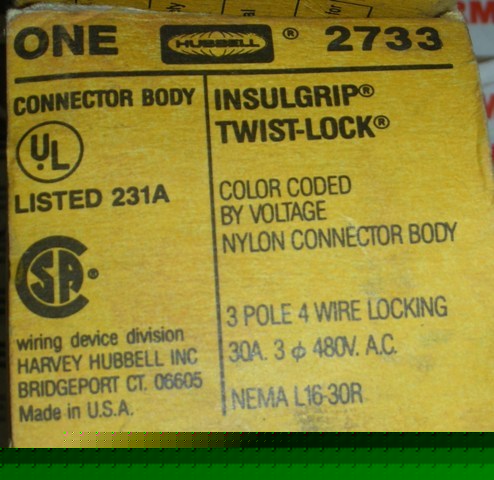 ONE HUBBELL ® 2733
CONNECTOR BODY
UL
LISTED 231A
CSA ®
wiring device division
HARVEY HUBBELL INC
BRIDGEPORT CT. 06605
Made in U.S.A.
INSULGRIP®
TWIST-LOCK®
COLOR CODED
BY VOLTAGE
NYLON CONNECTOR BODY
3 POLE 4 WIRE LOCKING
30A. 3 ϕ 480V. A.C.
NEMA L16-30R